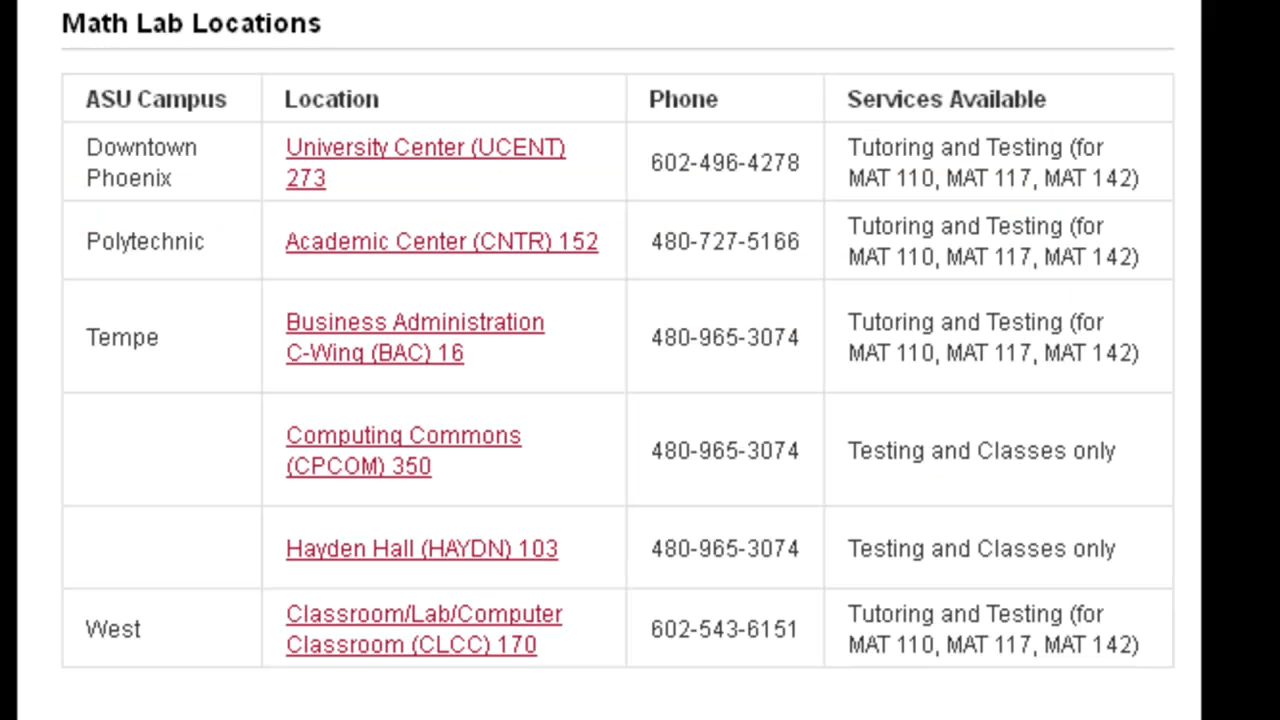 Math Lab Locations
ASU Campus Location Phone Services Available
Downtown Phoenix University Center (UCENT) 273 602-496-4278 Tutoring and Testing (for MAT 110, MAT 117, MAT 142)
Polytechnic Academic Center (CNTR) 152 480-727-5166 Tutoring and Testing (for MAT 110, MAT 117, MAT 142)
Tempe Business Administration C-Wing (BAC) 16 480-965-3074 Tutoring and Testing (for MAT 110, MAT 117, MAT 142)
Computing Commons (CPCOM) 350 480-965-3074 Testing and Classes only
Hayden Hall (HAYDN) 103 480-965-3074 Testing and Classes only
West Classroom/Lab/Computer Classroom (CLCC) 170 602-543-6151 Tutoring and Testing (for MAT 110, MAT 117, MAT 142)